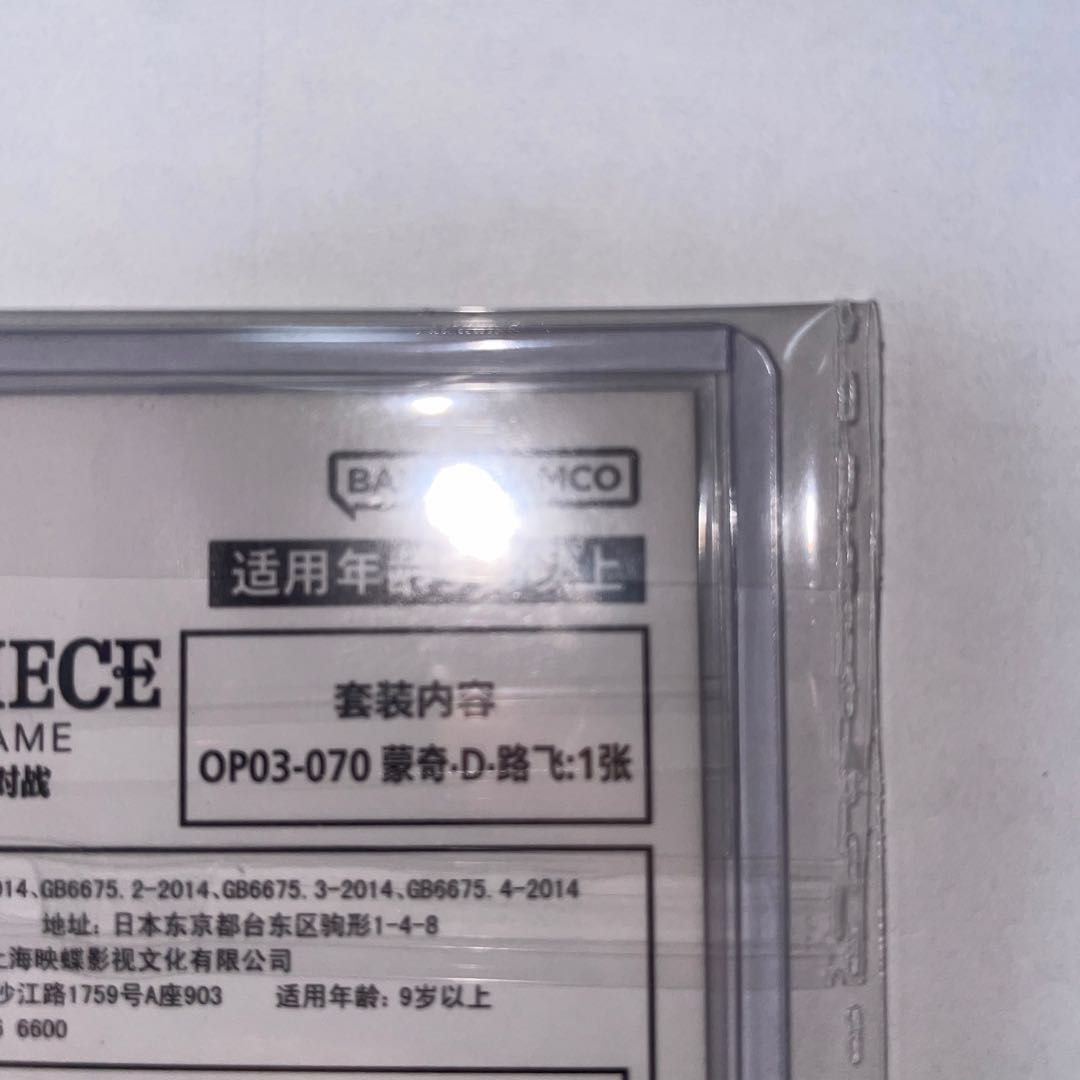 适用年
以上
IECE
AME
对战
套装内容
OP03-070 蒙奇·D·路飞:1张
014、GB6675.2-2014、GB6675.3-2014、GB6675.4-2014
地址: 日本东京都台东区驹形1-4-8
上海映蝶影视文化有限公司
沙江路1759号A座903 适用年龄: 9岁以上
6 6600